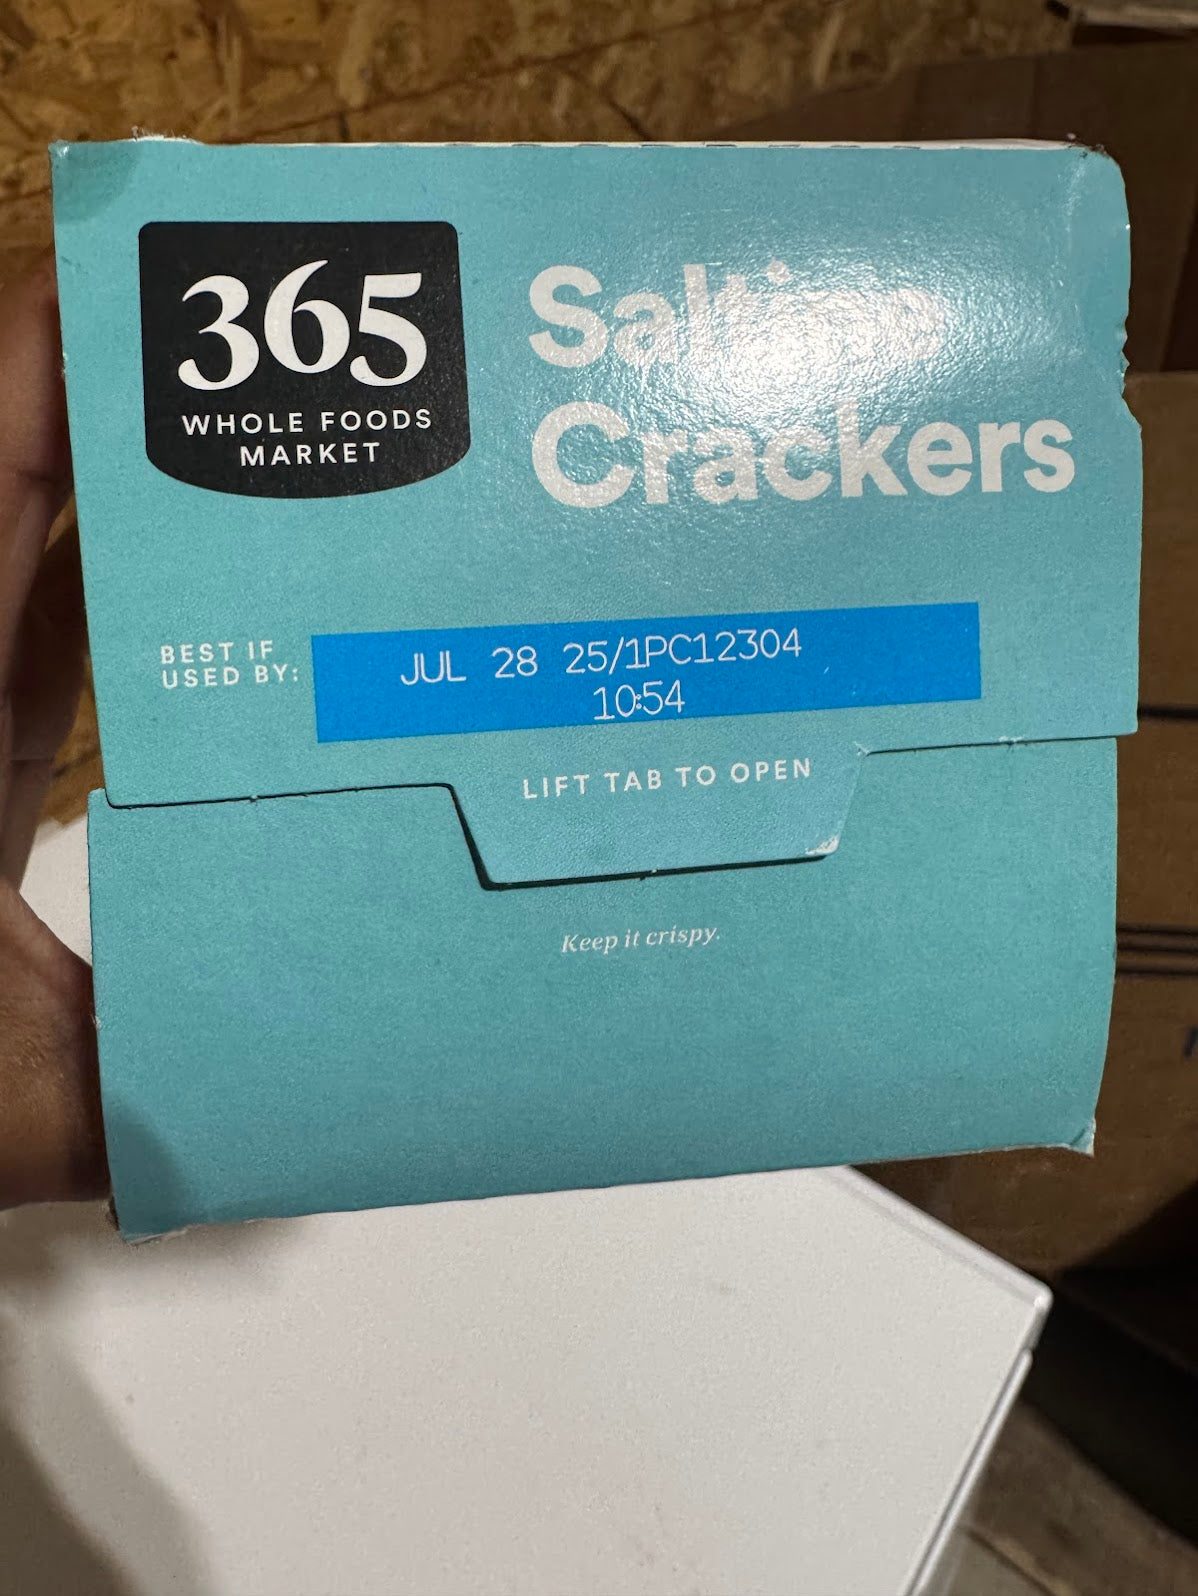 365
WHOLE FOODS
MARKET
Saltine
Crackers
BEST IF
USED BY:
JUL 28 25/1PC12304
10:54
LIFT TAB TO OPEN
Keep it crispy.